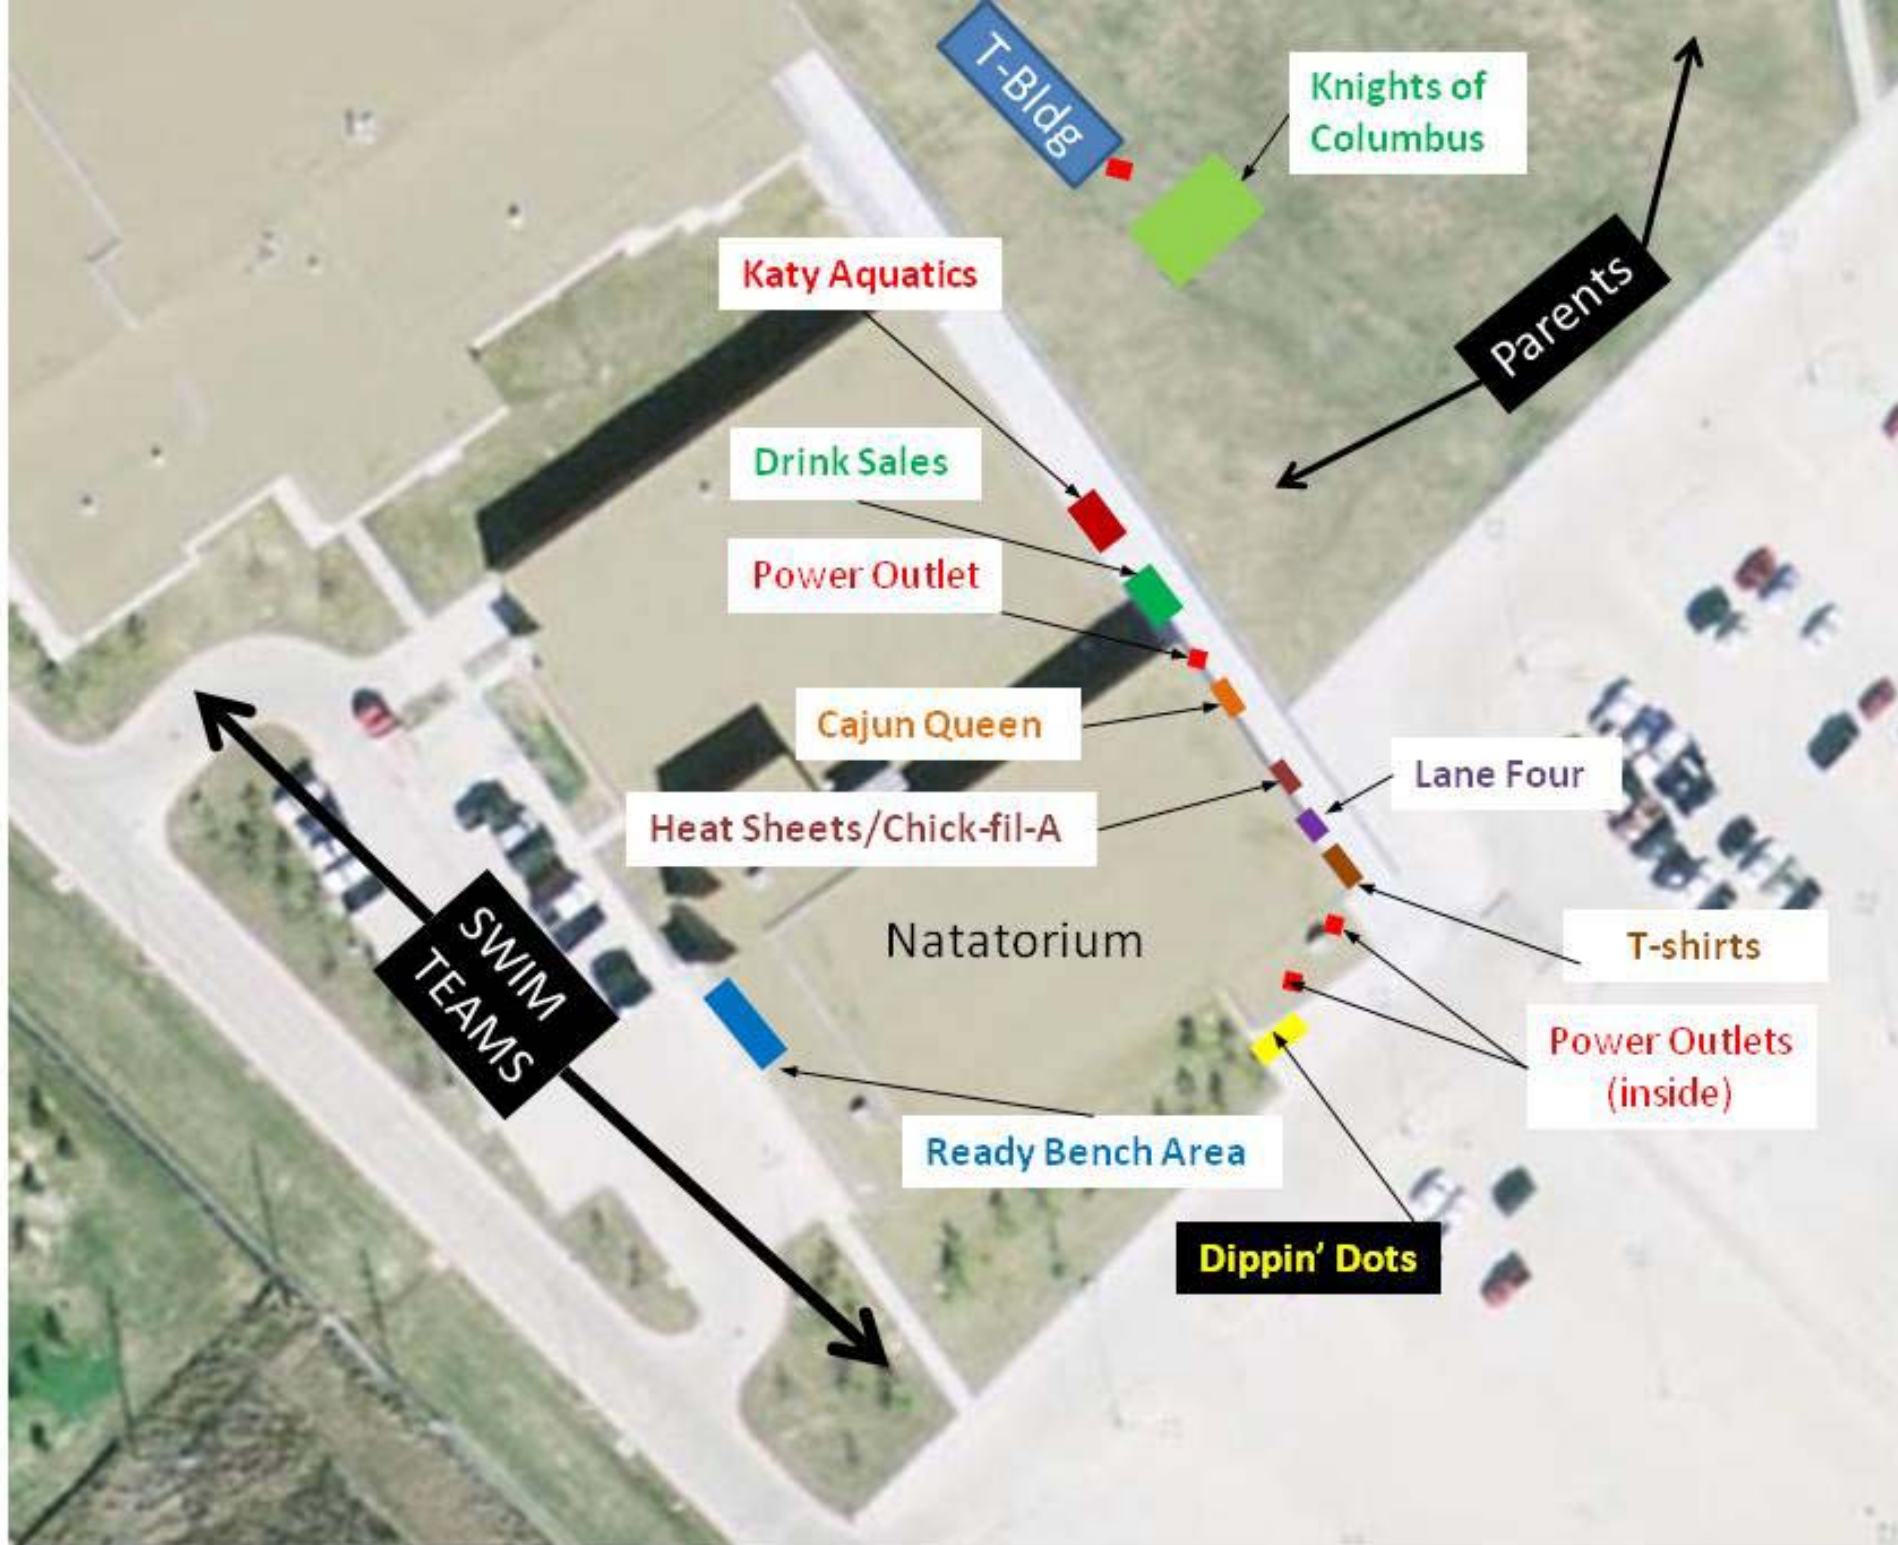 T-Bldg
Knights of
Columbus
Parents
Katy Aquatics
Drink Sales
Power Outlet
Cajun Queen
Lane Four
Heat Sheets/Chick-fil-A
Natatorium
T-shirts
SWIM
TEAMS
Power Outlets
(inside)
Ready Bench Area
Dippin' Dots